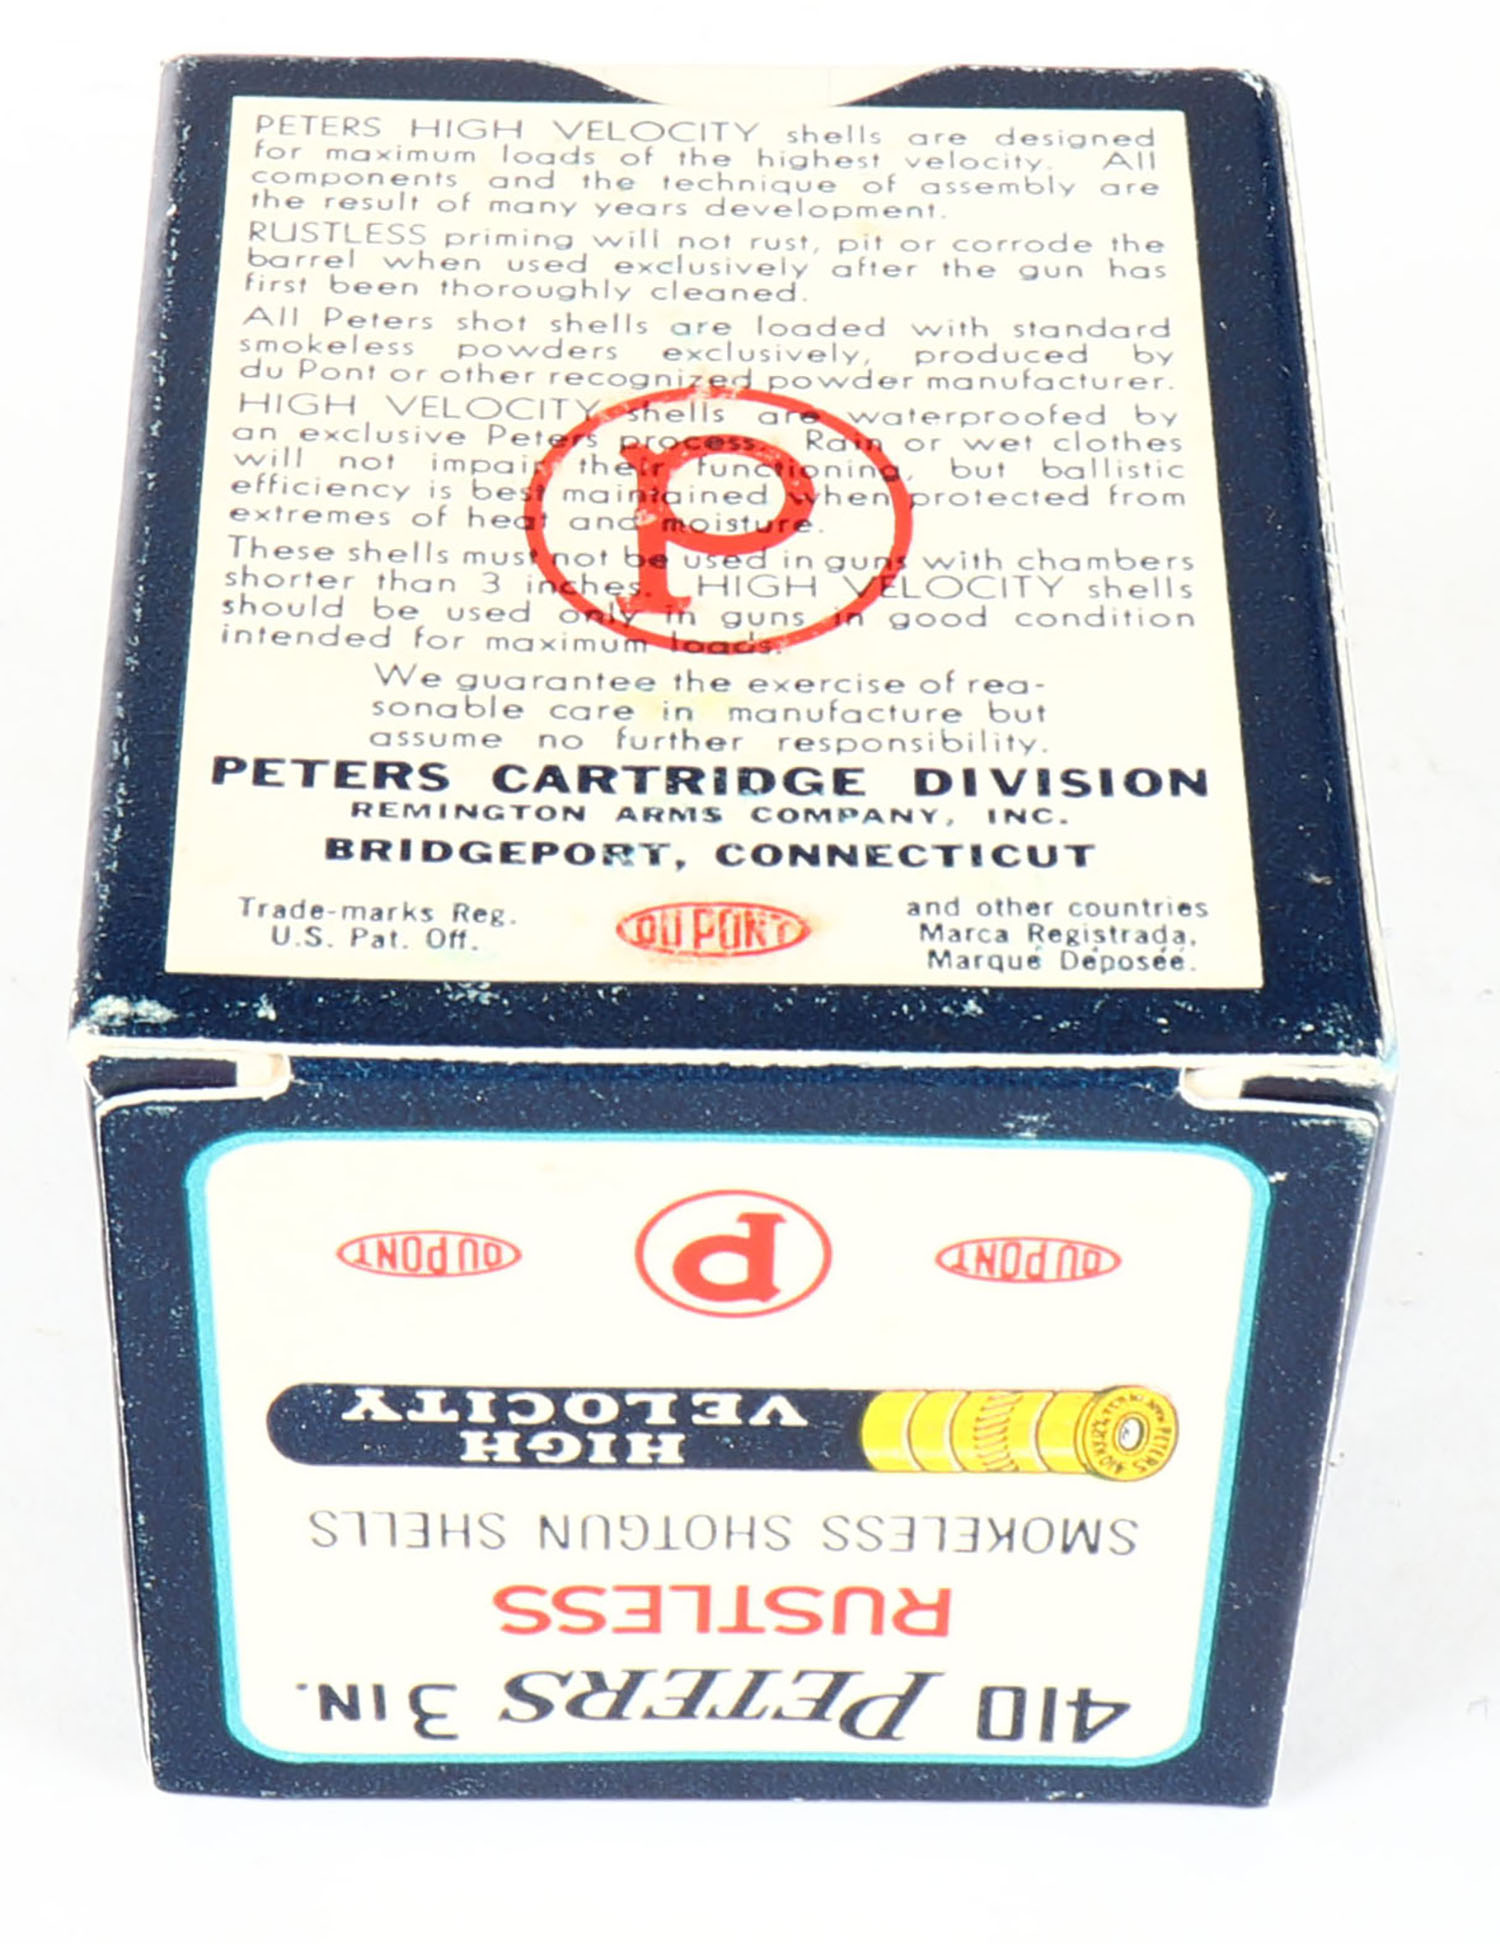 PETERS HIGH VELOCITY shells are designed
for maximum loads of the highest velocity. All
components and the technique of assembly are
the result of many years development.
RUSTLESS priming will not rust, pit or corrode the
barrel when used exclusively after the gun has
first been thoroughly cleaned.
All Peters shot shells are loaded with standard
smokeless powders exclusively, produced by
du Pont or other recognized powder manufacturer.
HIGH VELOCITY shells are waterproofed by
an exclusive Peters process. Rain or wet clothes
will not impair their functioning, but ballistic
efficiency is best maintained when protected from
extremes of heat and moisture.
These shells must not be used in guns with chambers
shorter than 3 inches. HIGH VELOCITY shells
should be used only in guns in good condition
intended for maximum loads.
P
We guarantee the exercise of rea-
sonable care in manufacture but
assume no further responsibility.
PETERS CARTRIDGE DIVISION
REMINGTON ARMS COMPANY, INC.
BRIDGEPORT, CONNECTICUT
Trade-marks Reg.
U.S. Pat. Off.
DU PONT
and other countries
Marca Registrada.
Marque Déposée.
410 PETERS 3 IN.
RUSTLESS
SMOKELESS SHOTGUN SHELLS
HIGH
VELOCITY
PETERS
DU PONT
P
DU PONT